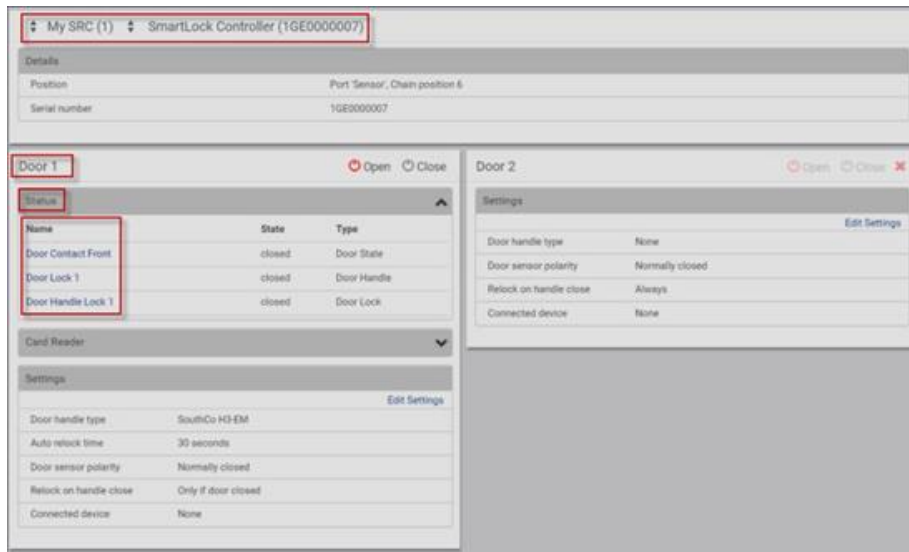 My SRC (1) SmartLock Controller (1GE0000007)
Details
Position Port 'Sensor', Chain position 6
Serial number 1GE0000007
Door 1 Open Close
Status
Name State Type
Door Contact Front closed Door State
Door Lock 1 closed Door Handle
Door Handle Lock 1 closed Door Lock
Card Reader
Settings
Edit Settings
Door handle type SouthCo H3-EM
Auto relock time 30 seconds
Door sensor polarity Normally closed
Relock on handle close Only if door closed
Connected device None
Door 2 Open Close
Settings
Edit Settings
Door handle type None
Door sensor polarity Normally closed
Relock on handle close Always
Connected device None